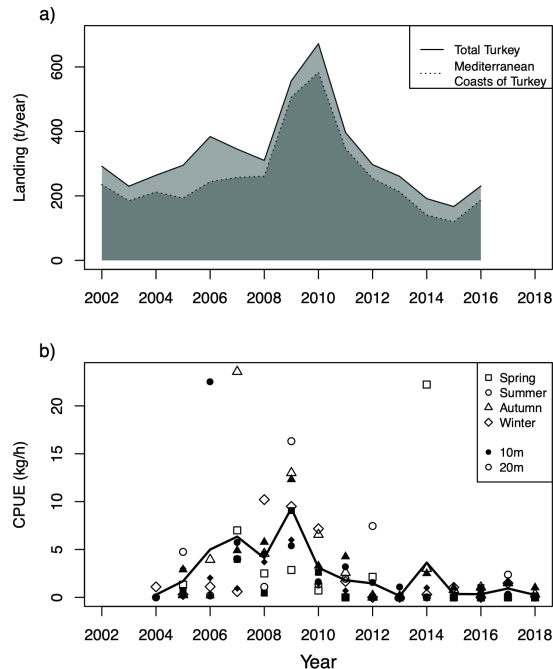 a)
Landing (t/year)
600
400
200
0
Total Turkey
Mediterranean
Coasts of Turkey
2002 2004 2006 2008 2010 2012 2014 2016 2018
b)
CPUE (kg/h)
20
15
10
5
0
Spring
Summer
Autumn
Winter
10m
20m
2002 2004 2006 2008 2010 2012 2014 2016 2018
Year